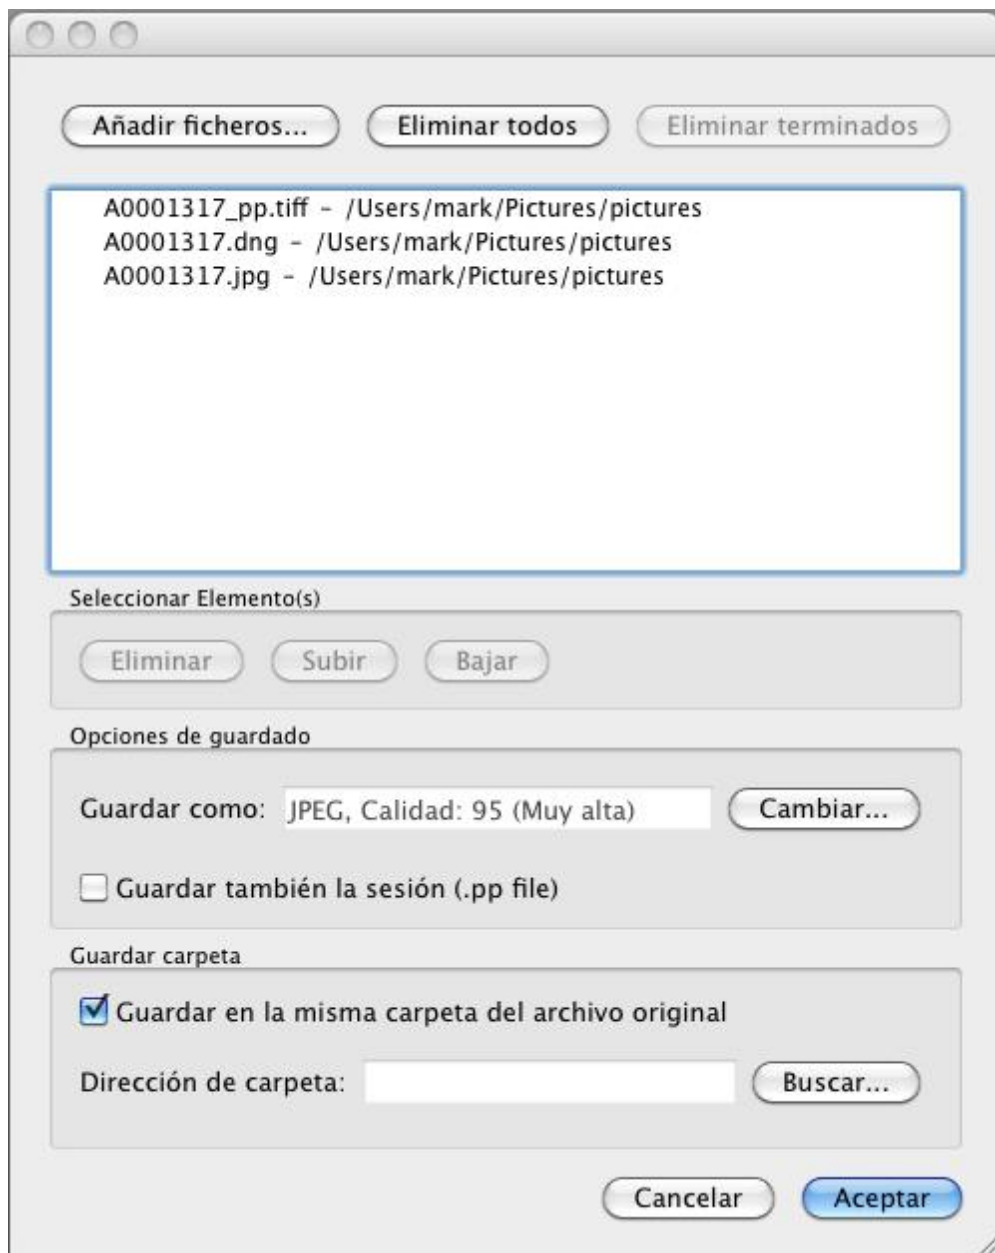 Añadir ficheros... Eliminar todos Eliminar terminados
A0001317_pp.tiff – /Users/mark/Pictures/pictures
A0001317.dng – /Users/mark/Pictures/pictures
A0001317.jpg – /Users/mark/Pictures/pictures
Seleccionar Elemento(s)
Eliminar Subir Bajar
Opciones de guardado
Guardar como: JPEG, Calidad: 95 (Muy alta) Cambiar...
Guardar también la sesión (.pp file)
Guardar carpeta
Guardar en la misma carpeta del archivo original
Dirección de carpeta: Buscar...
Cancelar Aceptar